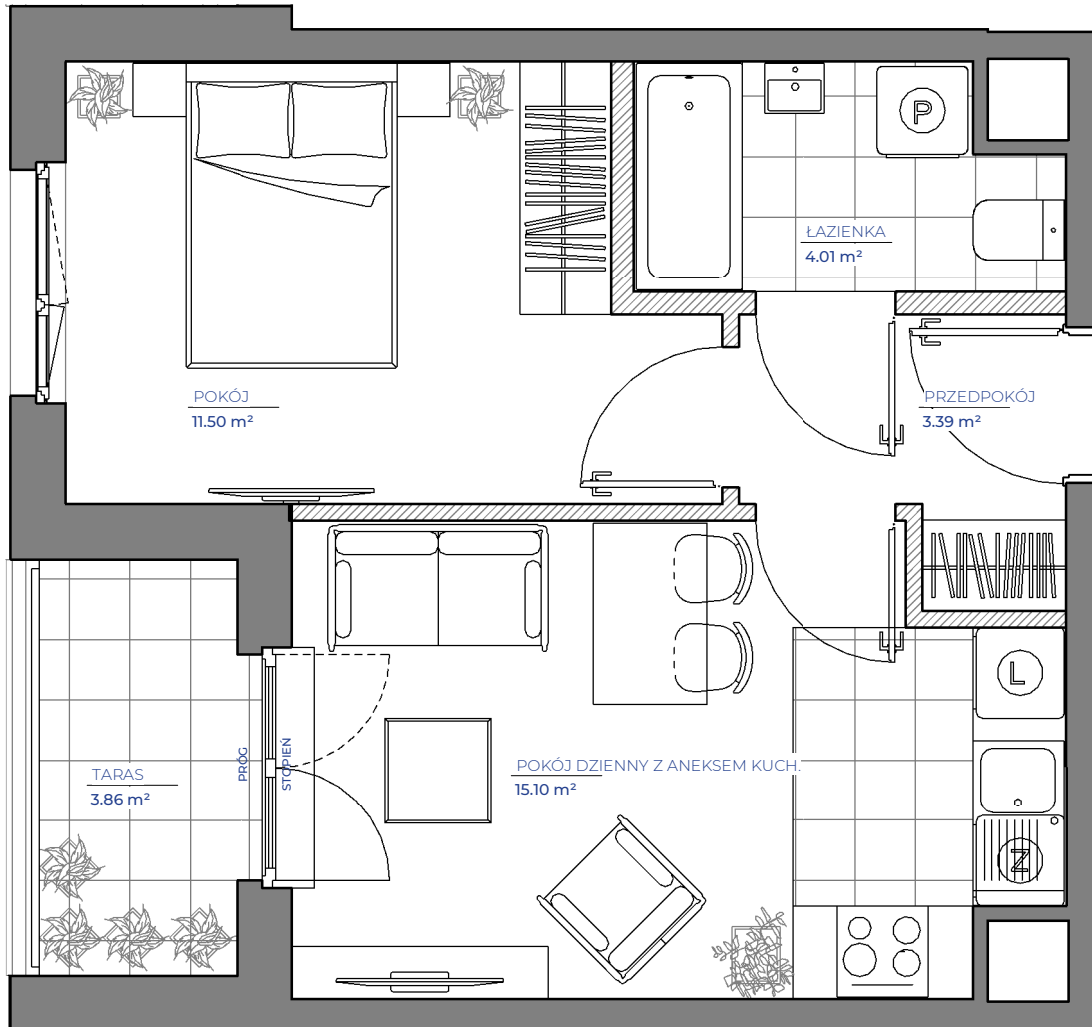 P
ŁAZIENKA
4.01 m²
POKÓJ
11.50 m²
PRZEDPOKÓJ
3.39 m²
L
PRÓG
STOPIEŃ
TARAS
3.86 m²
POKÓJ DZIENNY Z ANEKSEM KUCH.
15.10 m²
Z